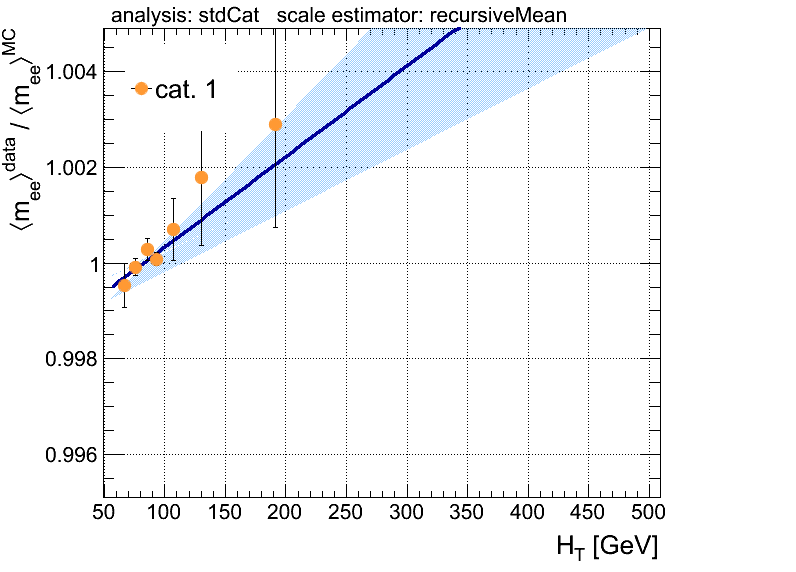 analysis: stdCat   scale estimator: recursiveMean
⟨m_ee⟩^data / ⟨m_ee⟩^MC
1.004
cat. 1
1.002
1
0.998
0.996
50 100 150 200 250 300 350 400 450 500
H_T [GeV]